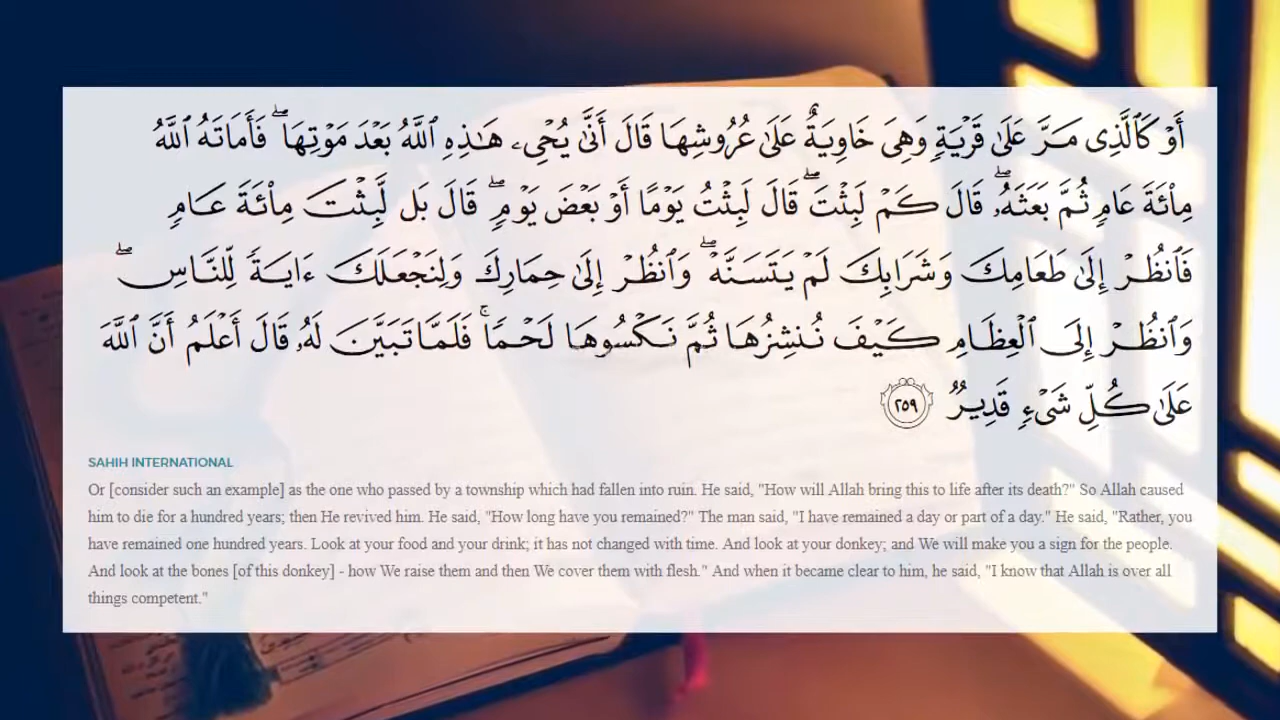 أَوْ كَٱلَّذِى مَرَّ عَلَىٰ قَرْيَةٍ وَهِىَ خَاوِيَةٌ عَلَىٰ عُرُوشِهَا قَالَ أَنَّىٰ يُحْىِۦ هَـٰذِهِ ٱللَّهُ بَعْدَ مَوْتِهَا ۖ فَأَمَاتَهُ ٱللَّهُ
مِا۟ئَةَ عَامٍ ثُمَّ بَعَثَهُۥ ۖ قَالَ كَمْ لَبِثْتَ ۖ قَالَ لَبِثْتُ يَوْمًا أَوْ بَعْضَ يَوْمٍ ۖ قَالَ بَل لَّبِثْتَ مِا۟ئَةَ عَامٍ
فَٱنظُرْ إِلَىٰ طَعَامِكَ وَشَرَابِكَ لَمْ يَتَسَنَّهْ ۖ وَٱنظُرْ إِلَىٰ حِمَارِكَ وَلِنَجْعَلَكَ ءَايَةً لِّلنَّاسِ ۖ
وَٱنظُرْ إِلَى ٱلْعِظَامِ كَيْفَ نُنشِزُهَا ثُمَّ نَكْسُوهَا لَحْمًا ۚ فَلَمَّا تَبَيَّنَ لَهُۥ قَالَ أَعْلَمُ أَنَّ ٱللَّهَ
عَلَىٰ كُلِّ شَىْءٍ قَدِيرٌ ٢٥٩
SAHIH INTERNATIONAL
Or [consider such an example] as the one who passed by a township which had fallen into ruin. He said, "How will Allah bring this to life after its death?" So Allah caused
him to die for a hundred years; then He revived him. He said, "How long have you remained?" The man said, "I have remained a day or part of a day." He said, "Rather, you
have remained one hundred years. Look at your food and your drink; it has not changed with time. And look at your donkey; and We will make you a sign for the people.
And look at the bones [of this donkey] - how We raise them and then We cover them with flesh." And when it became clear to him, he said, "I know that Allah is over all
things competent."